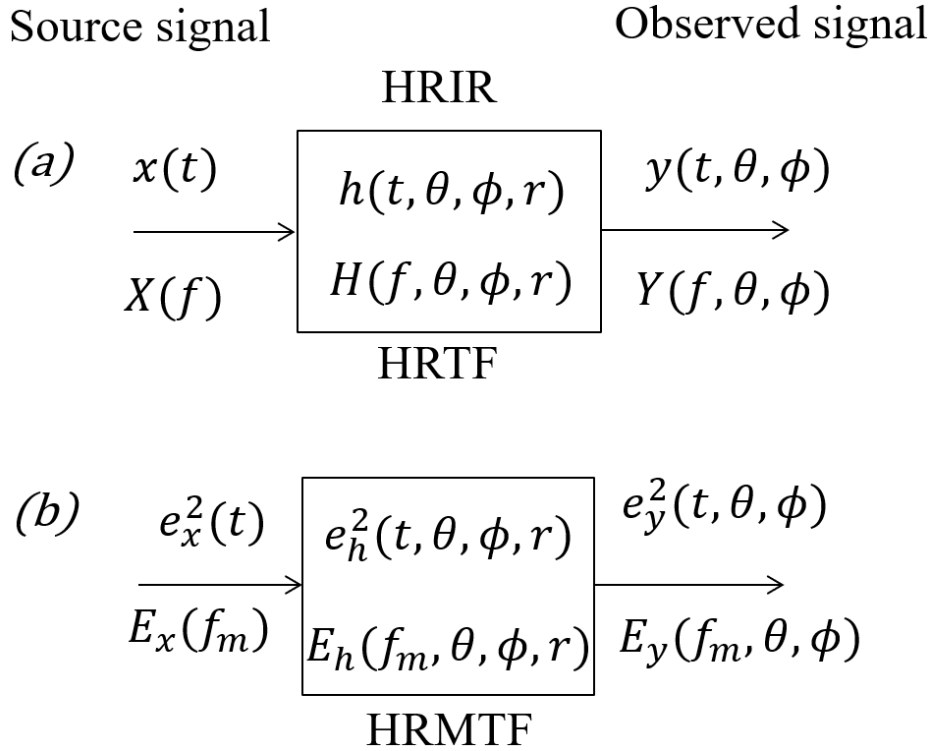 Source signal Observed signal
HRIR
(a) x(t) h(t, θ, ϕ, r) y(t, θ, ϕ)
X(f) H(f, θ, ϕ, r) Y(f, θ, ϕ)
HRTF
(b) e_x^2(t) e_h^2(t, θ, ϕ, r) e_y^2(t, θ, ϕ)
E_x(f_m) E_h(f_m, θ, ϕ, r) E_y(f_m, θ, ϕ)
HRMTF